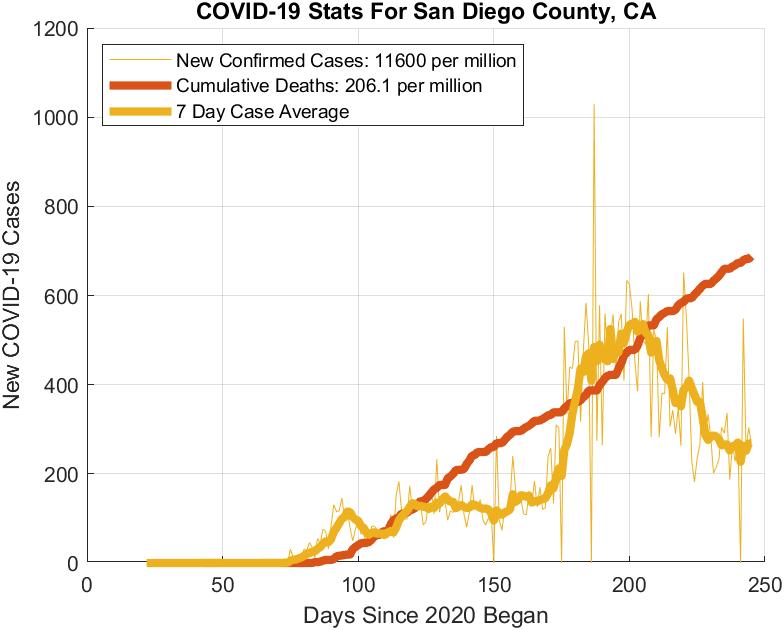 COVID-19 Stats For San Diego County, CA
1200
New Confirmed Cases: 11600 per million
Cumulative Deaths: 206.1 per million
7 Day Case Average
1000
800
600
400
200
0
New COVID-19 Cases
0 50 100 150 200 250
Days Since 2020 Began